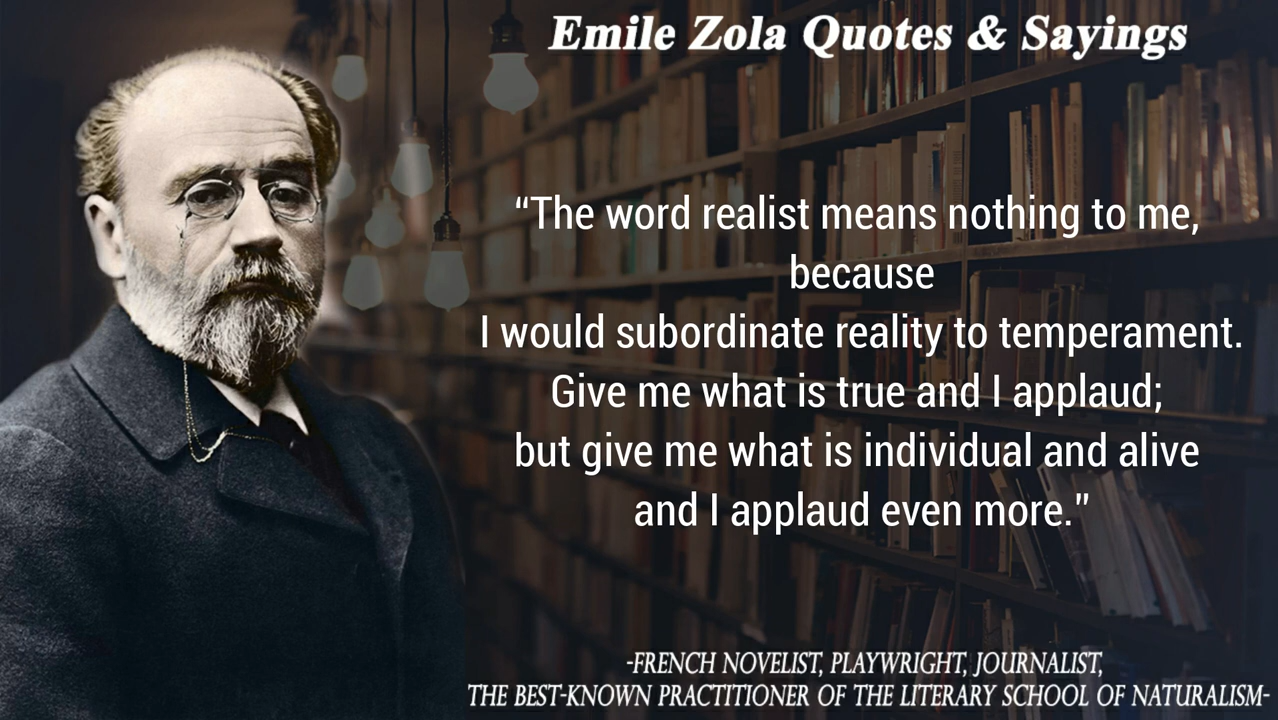 Emile Zola Quotes & Sayings
“The word realist means nothing to me,
because
I would subordinate reality to temperament.
Give me what is true and I applaud;
but give me what is individual and alive
and I applaud even more.”
-FRENCH NOVELIST, PLAYWRIGHT, JOURNALIST,
THE BEST-KNOWN PRACTITIONER OF THE LITERARY SCHOOL OF NATURALISM-